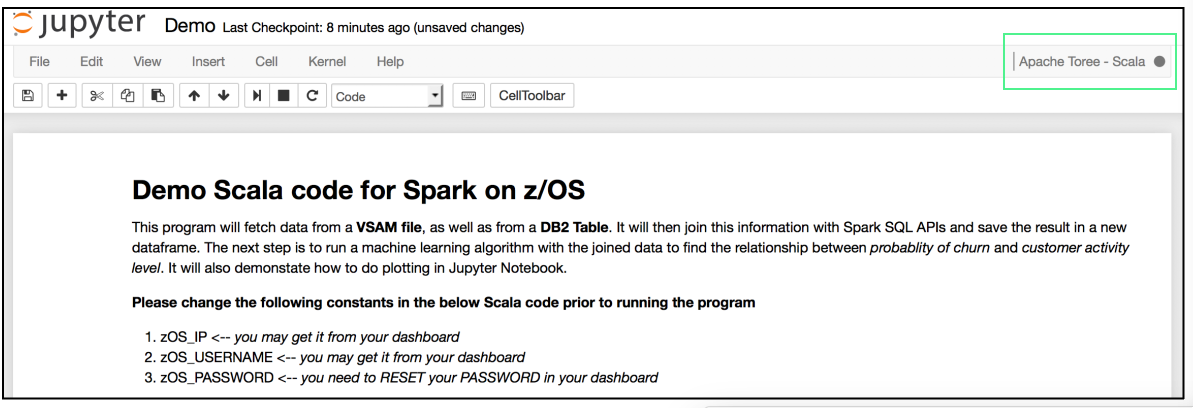 jupyter Demo Last Checkpoint: 8 minutes ago (unsaved changes)
File Edit View Insert Cell Kernel Help Apache Toree - Scala
Code CellToolbar
Demo Scala code for Spark on z/OS
This program will fetch data from a VSAM file, as well as from a DB2 Table. It will then join this information with Spark SQL APIs and save the result in a new
dataframe. The next step is to run a machine learning algorithm with the joined data to find the relationship between probablity of churn and customer activity
level. It will also demonstate how to do plotting in Jupyter Notebook.
Please change the following constants in the below Scala code prior to running the program
1. zOS_IP <-- you may get it from your dashboard
2. zOS_USERNAME <-- you may get it from your dashboard
3. zOS_PASSWORD <-- you need to RESET your PASSWORD in your dashboard